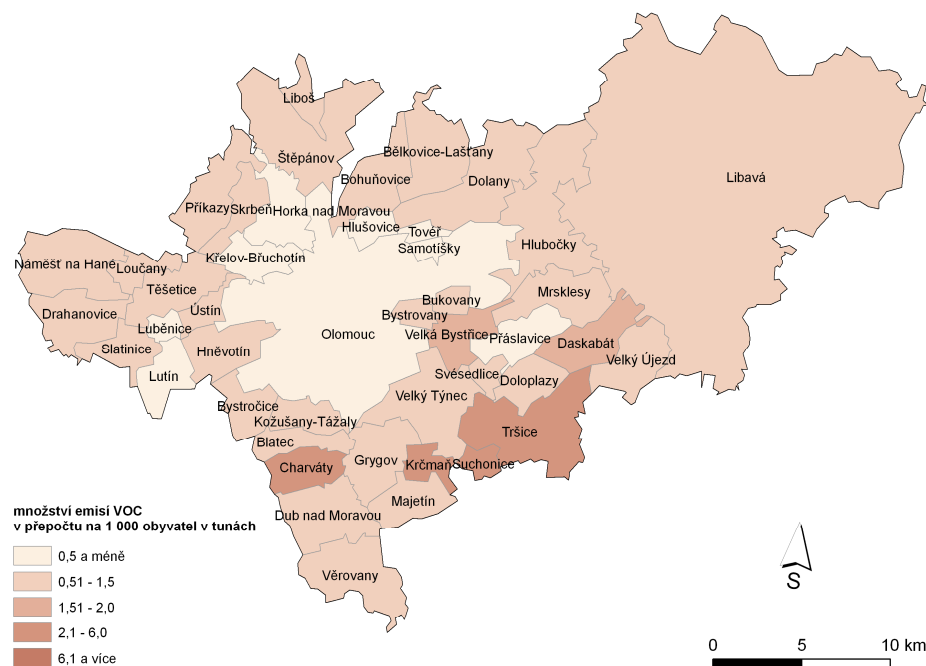 Liboš
Štěpánov
Bělkovice-Lašťany
Bohuňovice
Dolany
Libavá
Příkazy
Skrbeň
Horka nad Moravou
Hlušovice
Tovéř
Samotíšky
Hlubočky
Křelov-Břuchotín
Náměšť na Hané
Loučany
Těšetice
Mrsklesy
Bukovany
Drahanovice
Ústín
Bystrovany
Luběnice
Olomouc
Velká Bystřice
Přáslavice
Daskabát
Slatinice
Hněvotín
Velký Újezd
Lutín
Svésedlice
Doloplazy
Velký Týnec
Bystročice
Kožušany-Tážaly
Tršice
Blatec
Charváty
Grygov
Krčmaň
Suchonice
Majetín
Dub nad Moravou
Věrovany
množství emisí VOC
v přepočtu na 1 000 obyvatel v tunách
0,5 a méně
0,51 - 1,5
1,51 - 2,0
2,1 - 6,0
6,1 a více
S
0 5 10 km